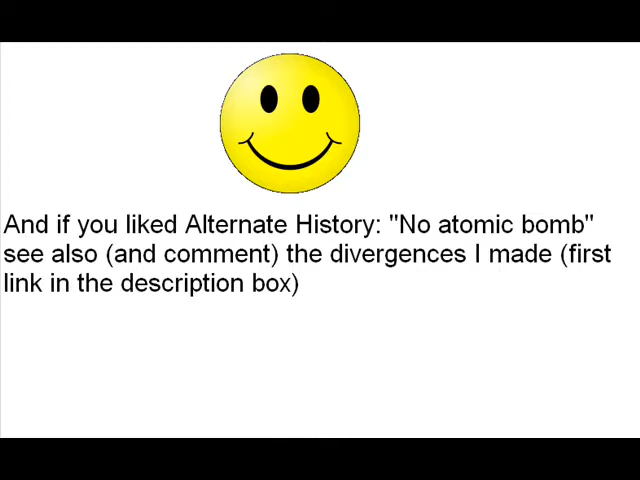 And if you liked Alternate History: "No atomic bomb"
see also (and comment) the divergences I made (first
link in the description box)